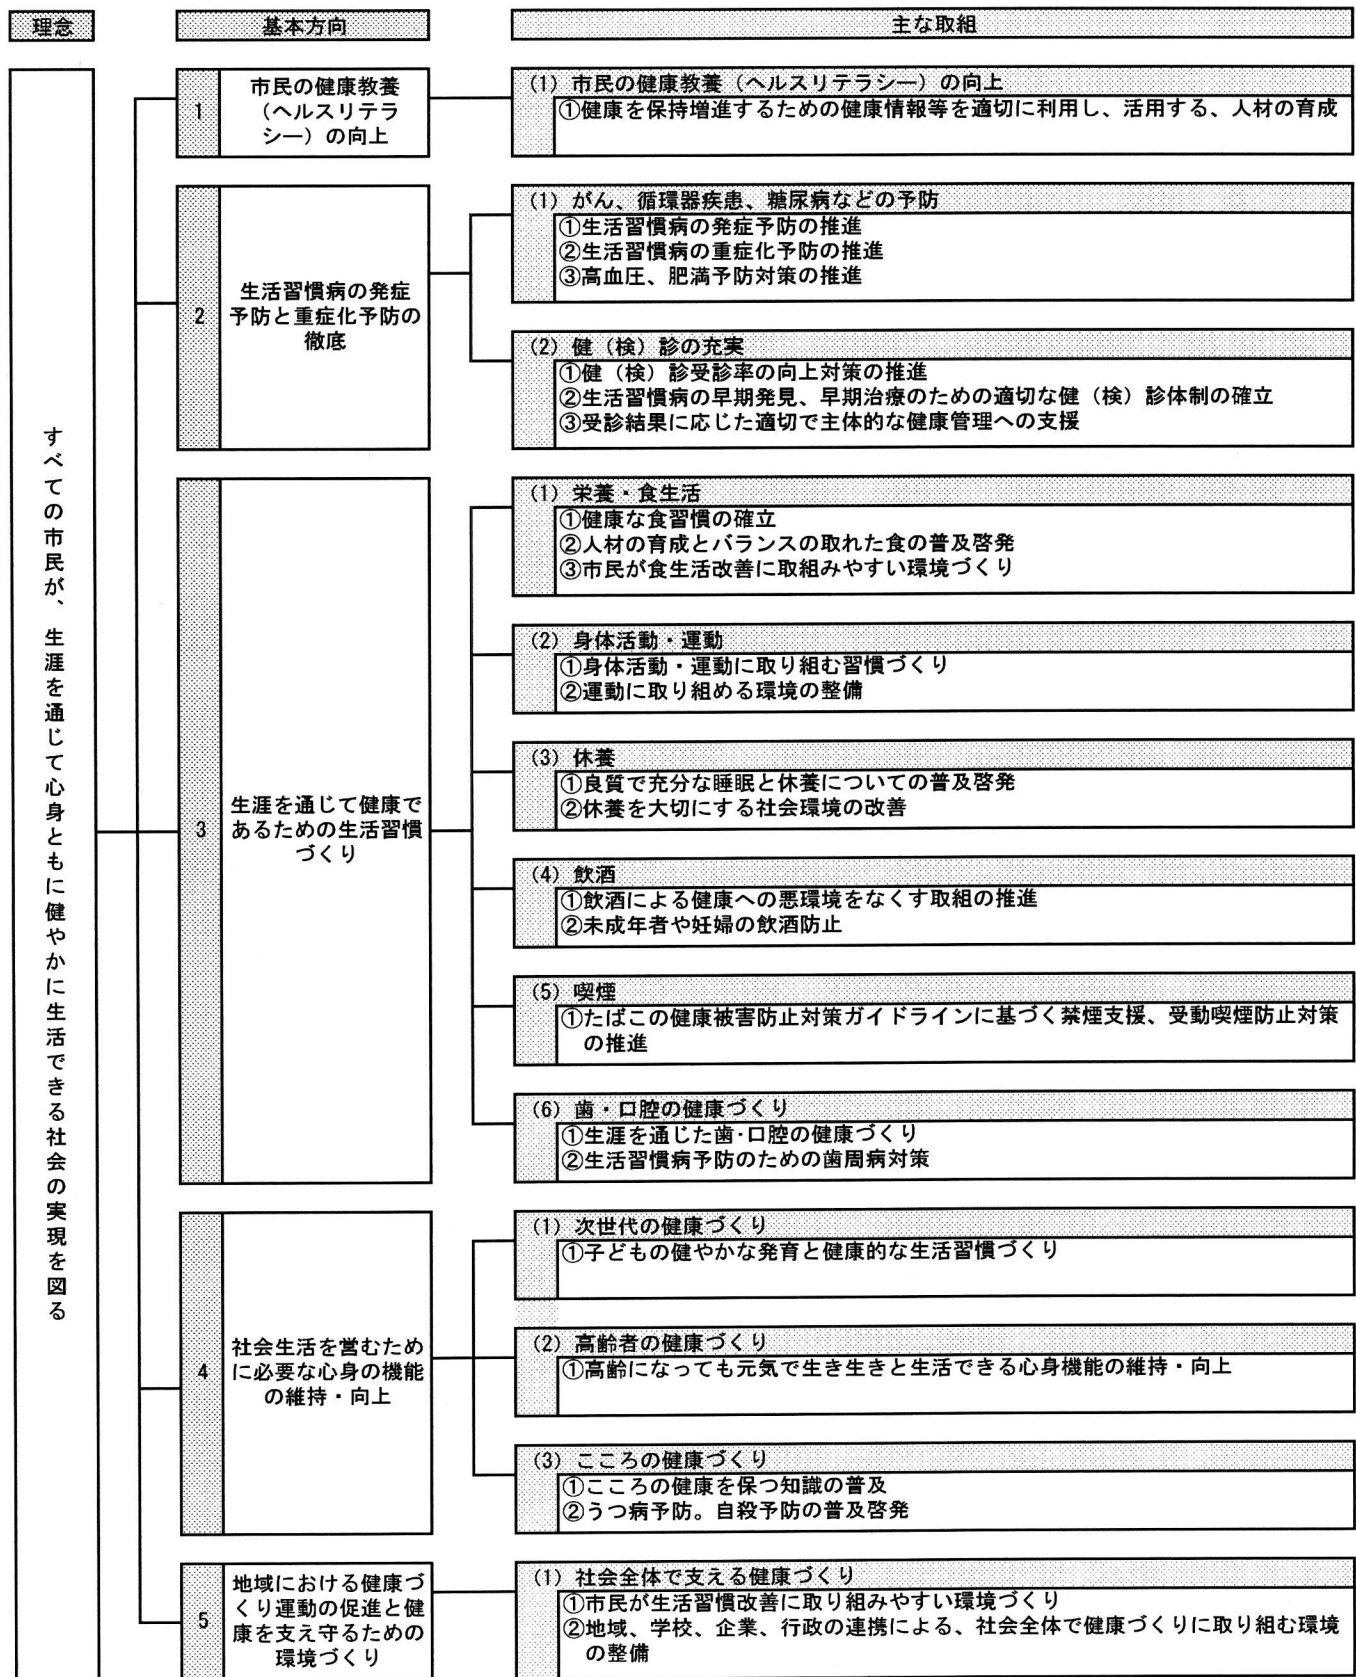 理念
基本方向
主な取組
すべての市民が、生涯を通じて心身ともに健やかに生活できる社会の実現を図る
1
市民の健康教養
（ヘルスリテラ
シー）の向上
(1) 市民の健康教養（ヘルスリテラシー）の向上
①健康を保持増進するための健康情報等を適切に利用し、活用する、人材の育成
2
生活習慣病の発症
予防と重症化予防の
徹底
(1) がん、循環器疾患、糖尿病などの予防
①生活習慣病の発症予防の推進
②生活習慣病の重症化予防の推進
③高血圧、肥満予防対策の推進
(2) 健（検）診の充実
①健（検）診受診率の向上対策の推進
②生活習慣病の早期発見、早期治療のための適切な健（検）診体制の確立
③受診結果に応じた適切で主体的な健康管理への支援
3
生涯を通じて健康で
あるための生活習慣
づくり
(1) 栄養・食生活
①健康な食習慣の確立
②人材の育成とバランスの取れた食の普及啓発
③市民が食生活改善に取組みやすい環境づくり
(2) 身体活動・運動
①身体活動・運動に取り組む習慣づくり
②運動に取り組める環境の整備
(3) 休養
①良質で充分な睡眠と休養についての普及啓発
②休養を大切にする社会環境の改善
(4) 飲酒
①飲酒による健康への悪環境をなくす取組の推進
②未成年者や妊婦の飲酒防止
(5) 喫煙
①たばこの健康被害防止対策ガイドラインに基づく禁煙支援、受動喫煙防止対策
の推進
(6) 歯・口腔の健康づくり
①生涯を通じた歯･口腔の健康づくり
②生活習慣病予防のための歯周病対策
4
社会生活を営むため
に必要な心身の機能
の維持・向上
(1) 次世代の健康づくり
①子どもの健やかな発育と健康的な生活習慣づくり
(2) 高齢者の健康づくり
①高齢になっても元気で生き生きと生活できる心身機能の維持・向上
(3) こころの健康づくり
①こころの健康を保つ知識の普及
②うつ病予防。自殺予防の普及啓発
5
地域における健康づ
くり運動の促進と健
康を支え守るための
環境づくり
(1) 社会全体で支える健康づくり
①市民が生活習慣改善に取り組みやすい環境づくり
②地域、学校、企業、行政の連携による、社会全体で健康づくりに取り組む環境
の整備